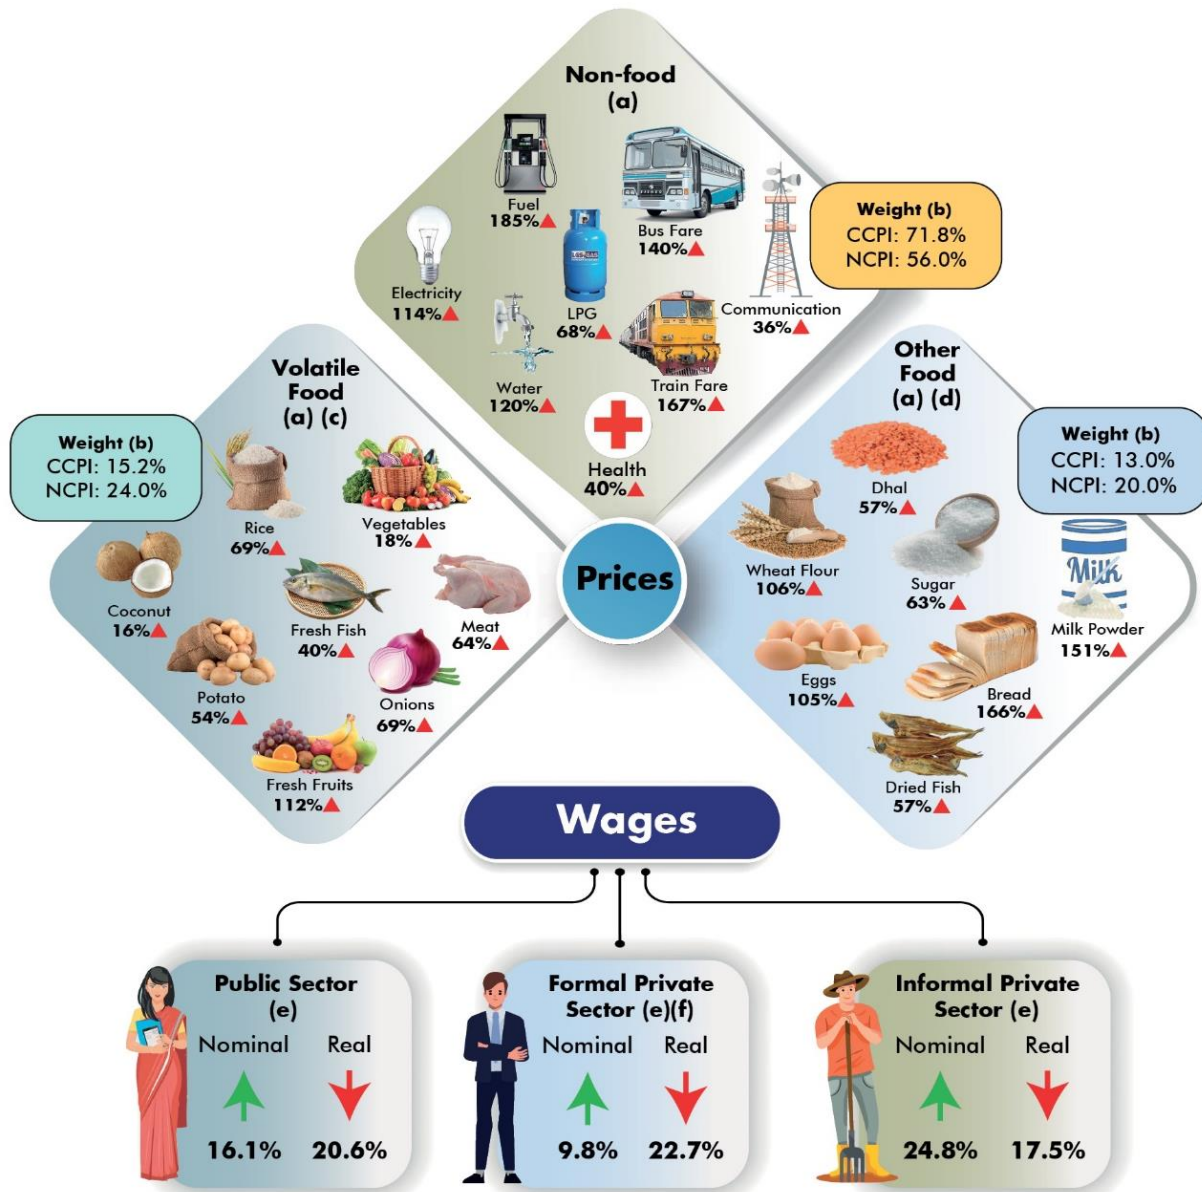 Non-food
(a)
Fuel
185%
Bus Fare
140%
Electricity
114%
LPG
68%
Communication
36%
Water
120%
Train Fare
167%
Health
40%
Weight (b)
CCPI: 71.8%
NCPI: 56.0%
Volatile
Food
(a) (c)
Weight (b)
CCPI: 15.2%
NCPI: 24.0%
Rice
69%
Vegetables
18%
Coconut
16%
Fresh Fish
40%
Meat
64%
Potato
54%
Onions
69%
Fresh Fruits
112%
Prices
Other
Food
(a) (d)
Weight (b)
CCPI: 13.0%
NCPI: 20.0%
Dhal
57%
Wheat Flour
106%
Sugar
63%
Milk
Milk Powder
151%
Eggs
105%
Bread
166%
Dried Fish
57%
Wages
Public Sector
(e)
Nominal Real
16.1% 20.6%
Formal Private
Sector (e)(f)
Nominal Real
9.8% 22.7%
Informal Private
Sector (e)
Nominal Real
24.8% 17.5%